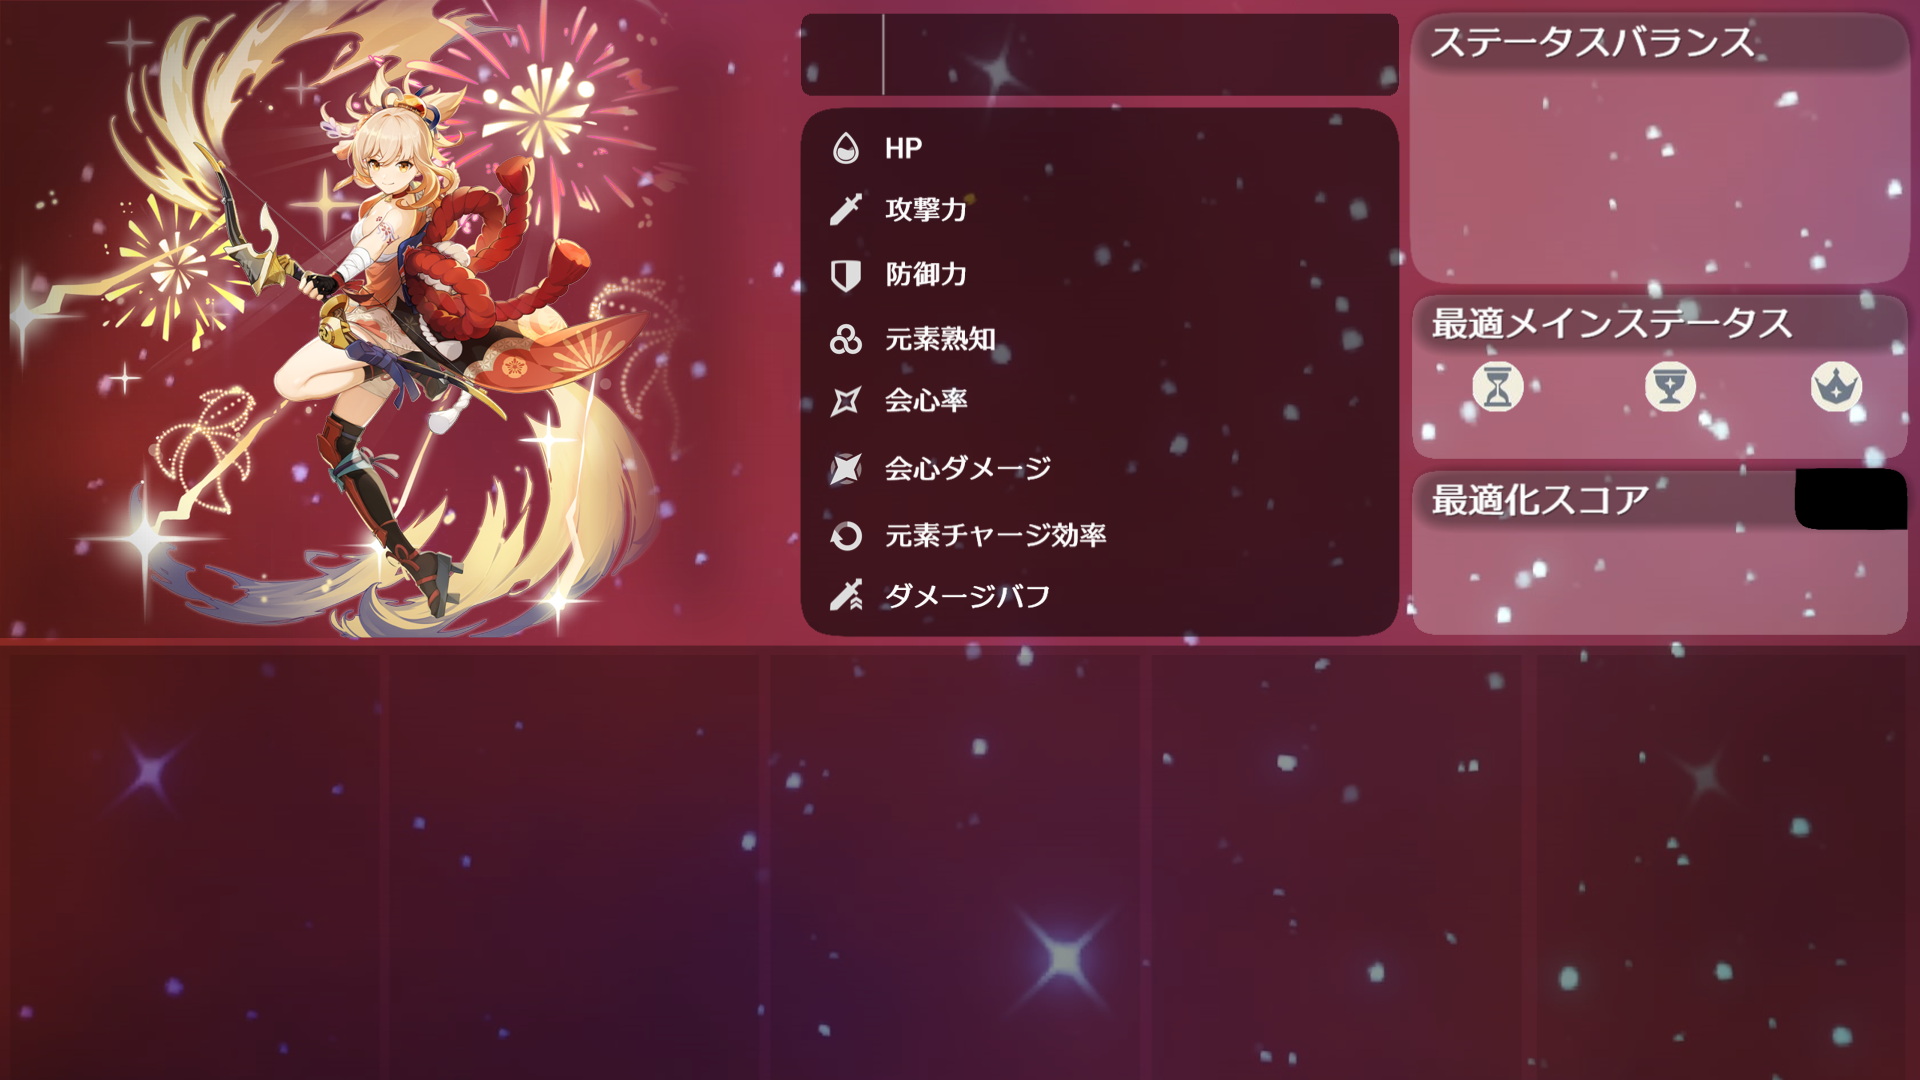 HP
攻撃力
防御力
元素熟知
会心率
会心ダメージ
元素チャージ効率
ダメージバフ
ステータスバランス
最適メインステータス
最適化スコア